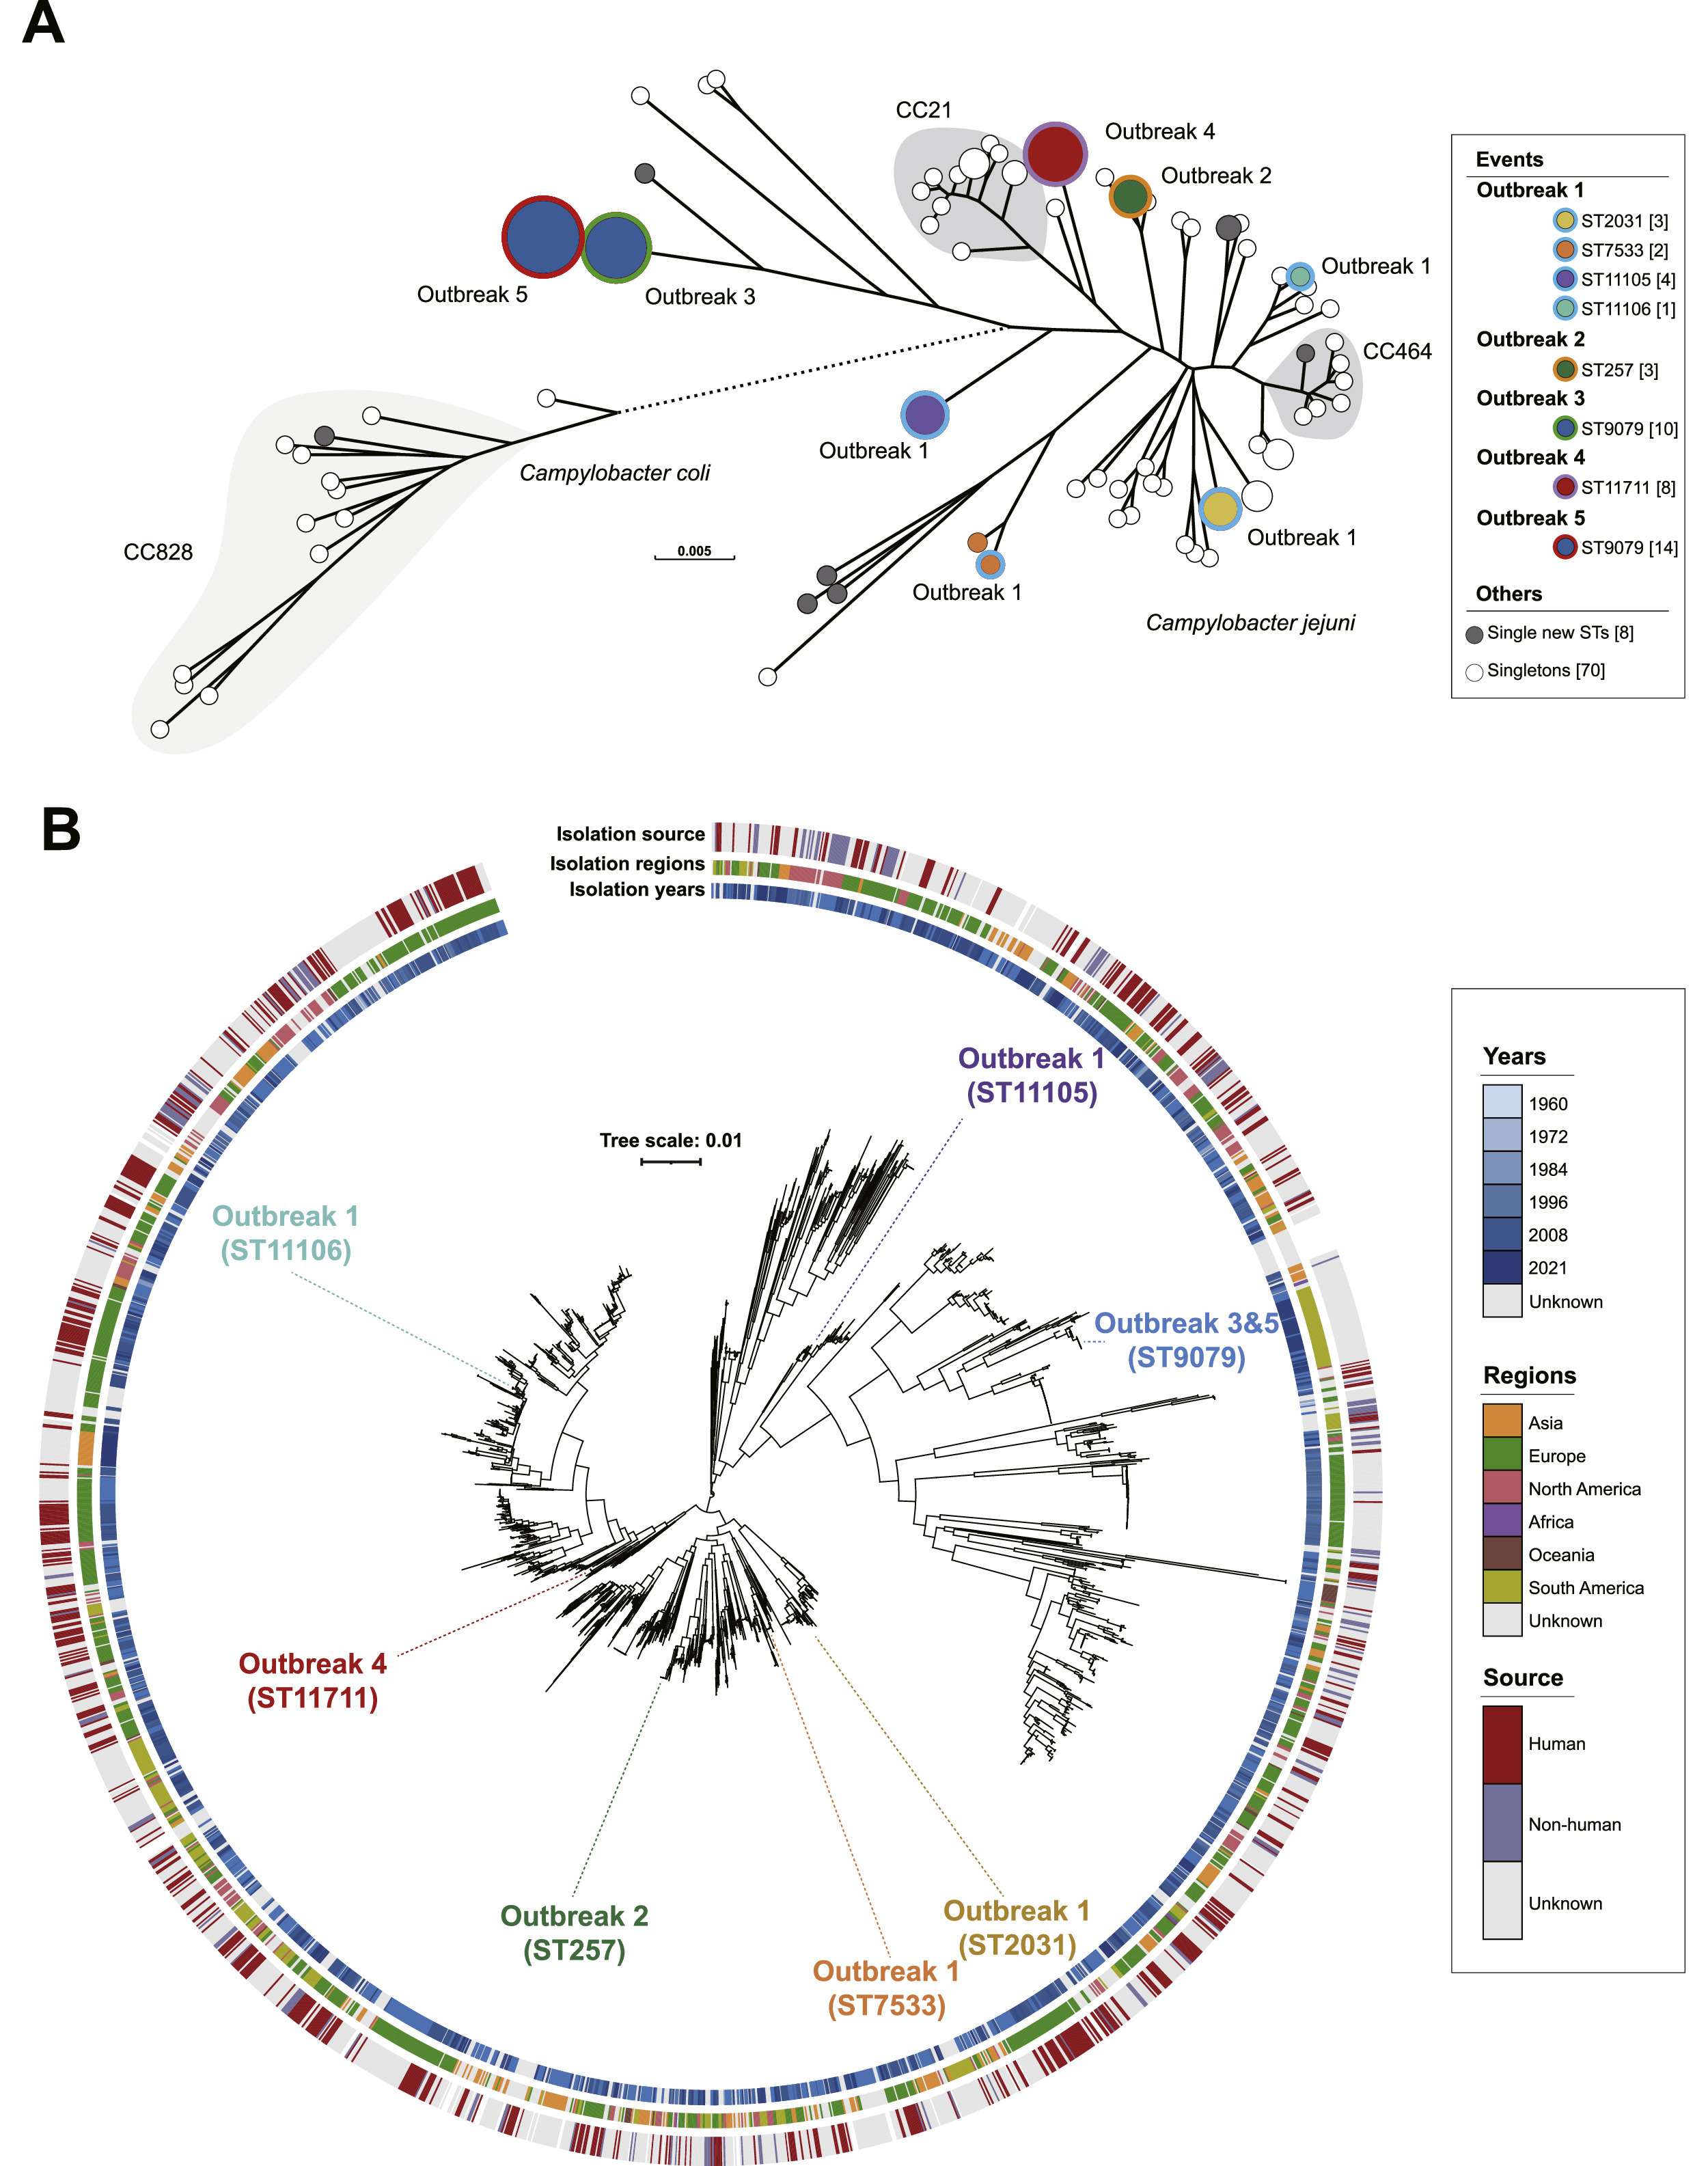 A
CC21
Outbreak 4
Outbreak 2
Outbreak 5
Outbreak 3
Outbreak 1
CC464
Outbreak 1
Campylobacter coli
CC828
0.005
Outbreak 1
Outbreak 1
Campylobacter jejuni
Events
Outbreak 1
ST2031 [3]
ST7533 [2]
ST11105 [4]
ST11106 [1]
Outbreak 2
ST257 [3]
Outbreak 3
ST9079 [10]
Outbreak 4
ST11711 [8]
Outbreak 5
ST9079 [14]
Others
Single new STs [8]
Singletons [70]
B
Isolation source
Isolation regions
Isolation years
Outbreak 1
(ST11105)
Tree scale: 0.01
Outbreak 1
(ST11106)
Outbreak 3&5
(ST9079)
Outbreak 4
(ST11711)
Outbreak 2
(ST257)
Outbreak 1
(ST2031)
Outbreak 1
(ST7533)
Years
1960
1972
1984
1996
2008
2021
Unknown
Regions
Asia
Europe
North America
Africa
Oceania
South America
Unknown
Source
Human
Non-human
Unknown